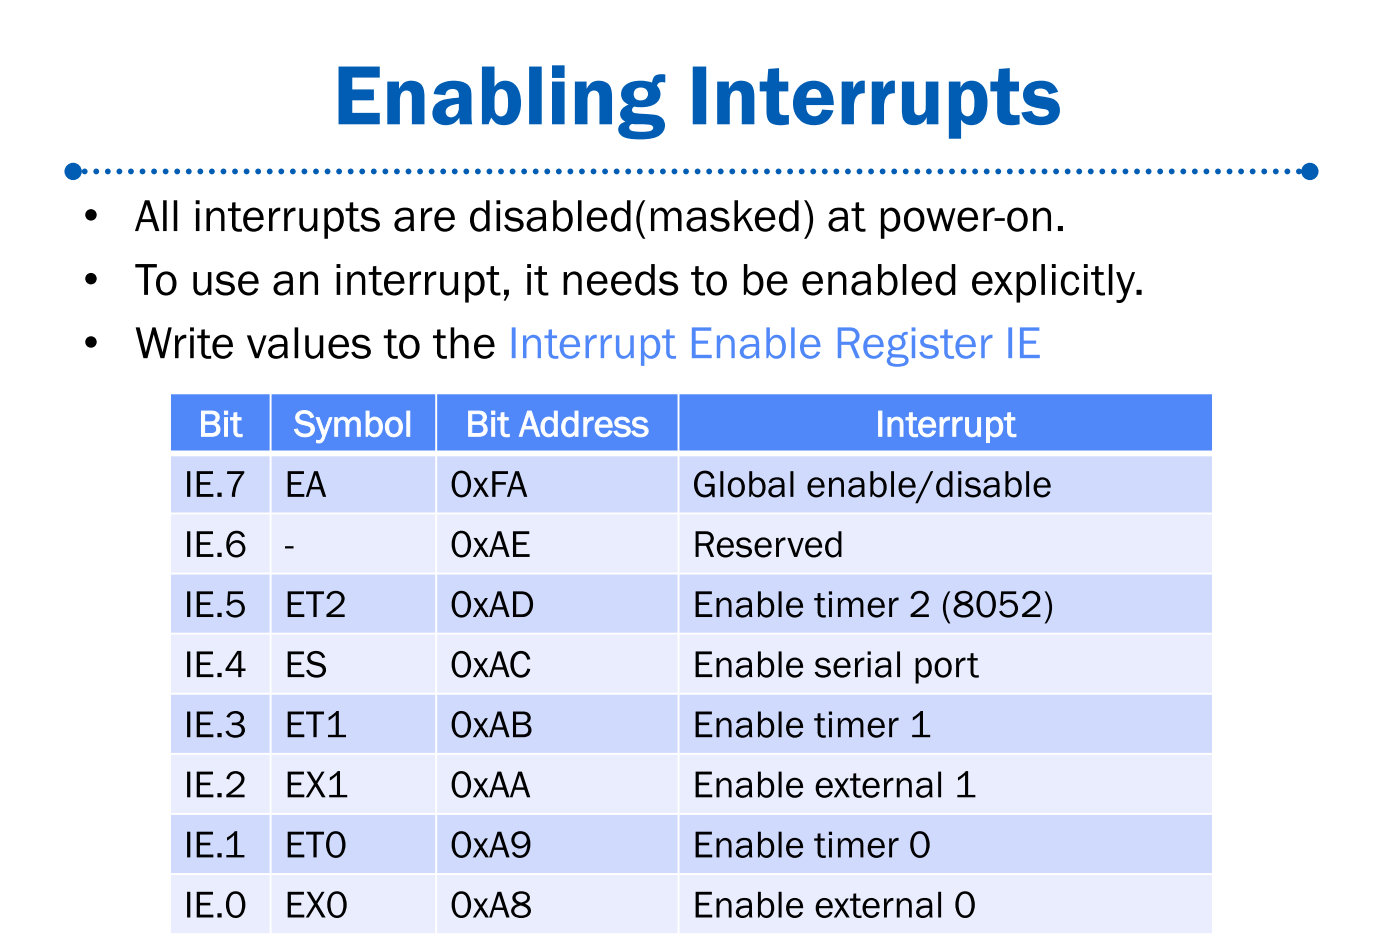 Enabling Interrupts
• All interrupts are disabled(masked) at power-on.
• To use an interrupt, it needs to be enabled explicitly.
• Write values to the Interrupt Enable Register IE
Bit Symbol Bit Address Interrupt
IE.7 EA 0xFA Global enable/disable
IE.6 - 0xAE Reserved
IE.5 ET2 0xAD Enable timer 2 (8052)
IE.4 ES 0xAC Enable serial port
IE.3 ET1 0xAB Enable timer 1
IE.2 EX1 0xAA Enable external 1
IE.1 ET0 0xA9 Enable timer 0
IE.0 EX0 0xA8 Enable external 0